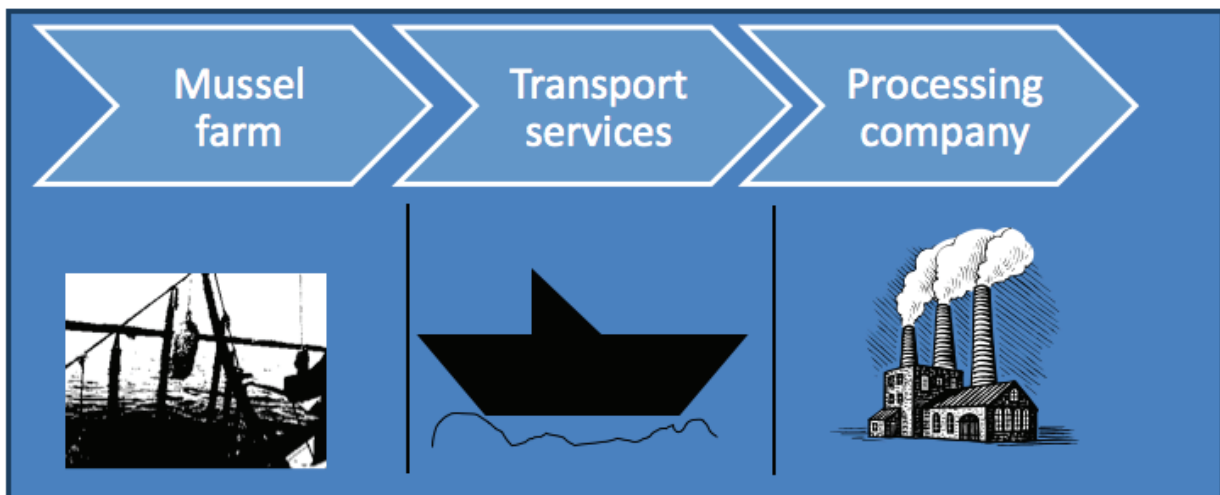 Mussel
farm
Transport
services
Processing
company